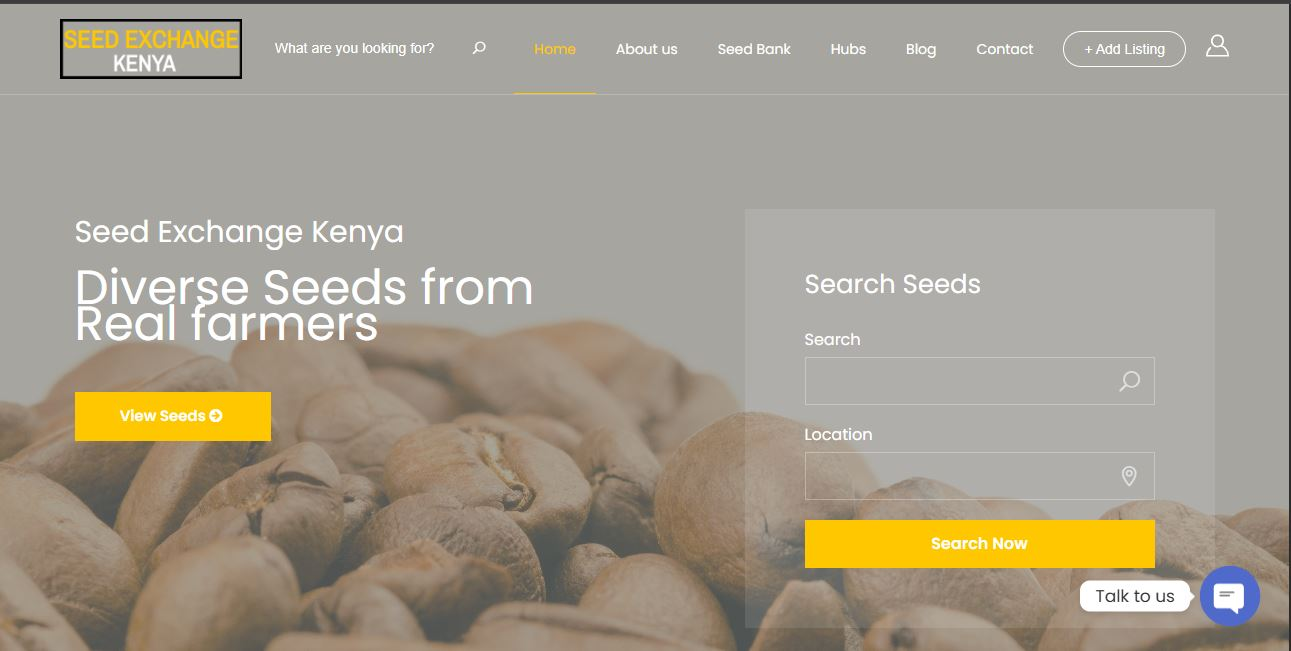 SEED EXCHANGE
KENYA
What are you looking for?
Home
About us
Seed Bank
Hubs
Blog
Contact
+ Add Listing
Seed Exchange Kenya
Diverse Seeds from
Real farmers
View Seeds
Search Seeds
Search
Location
Search Now
Talk to us